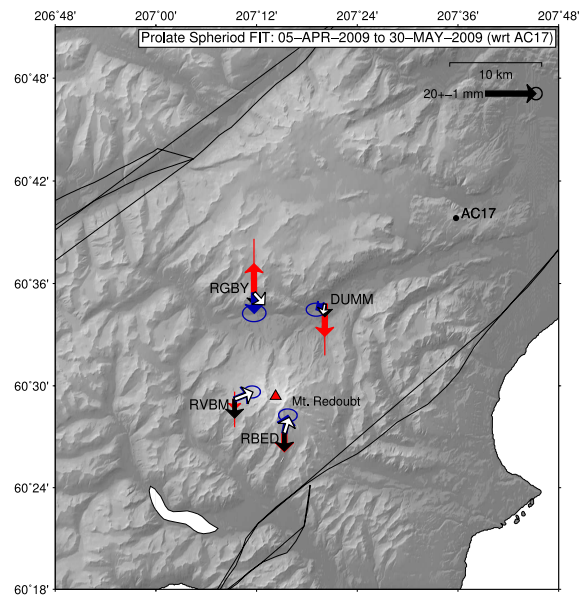 206˚48' 207˚00' 207˚12' 207˚24' 207˚36' 207˚48'
Prolate Spheriod FIT: 05–APR–2009 to 30–MAY–2009 (wrt AC17)
60˚48'
10 km
20+–1 mm
60˚42'
AC17
60˚36'
RGBY
DUMM
60˚30'
RVBM
Mt. Redoubt
RBED
60˚24'
60˚18'